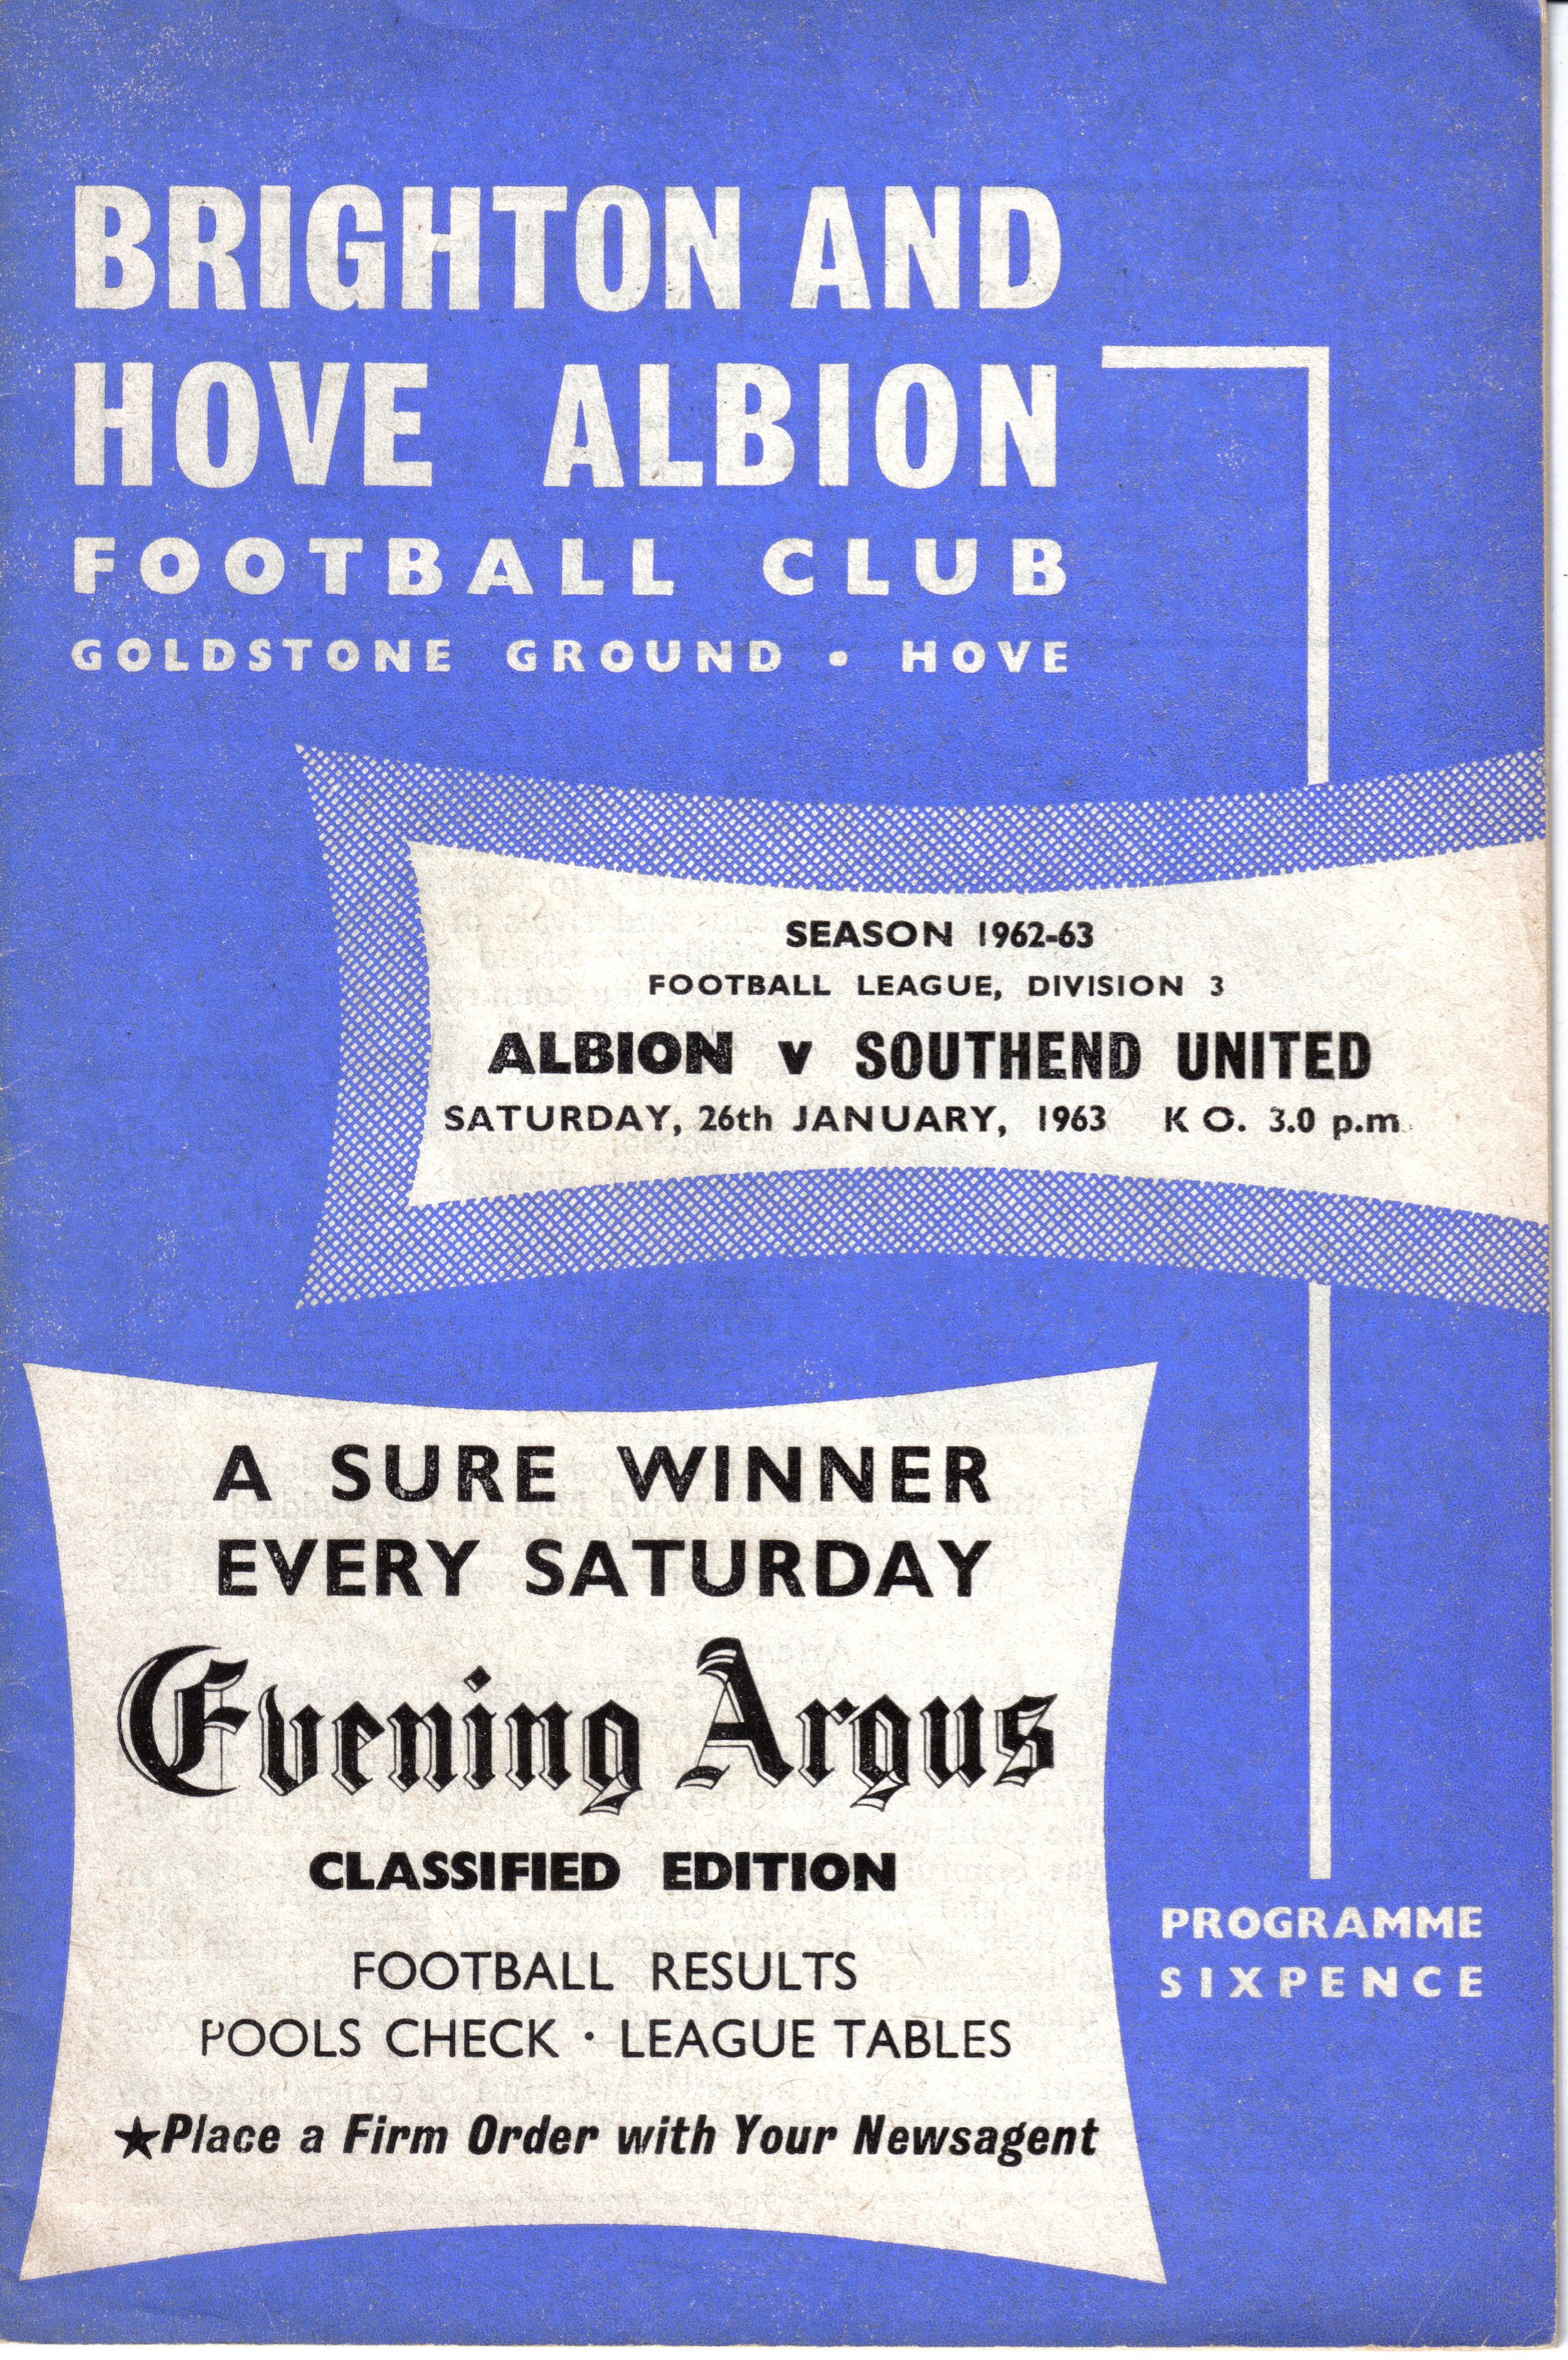 BRIGHTON AND
HOVE ALBION
FOOTBALL CLUB
GOLDSTONE GROUND • HOVE
SEASON 1962-63
FOOTBALL LEAGUE, DIVISION 3
ALBION v SOUTHEND UNITED
SATURDAY, 26th JANUARY, 1963 K O. 3.0 p.m.
A SURE WINNER
EVERY SATURDAY
Evening Argus
CLASSIFIED EDITION
FOOTBALL RESULTS
POOLS CHECK · LEAGUE TABLES
★Place a Firm Order with Your Newsagent
PROGRAMME
SIXPENCE